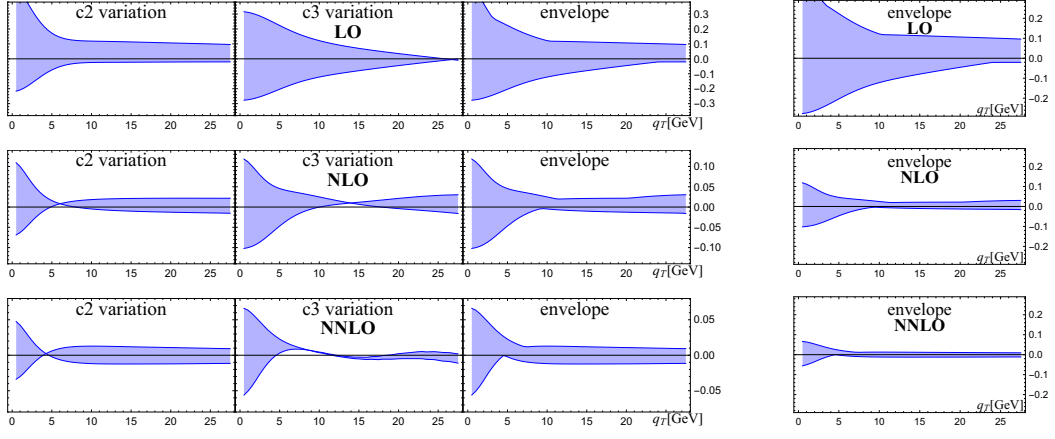 c2 variation
c3 variation
LO
envelope
0.3
0.2
0.1
0.0
-0.1
-0.2
-0.3
0 5 10 15 20 25
0 5 10 15 20 25
0 5 10 15 20 qT[GeV]
envelope
LO
0.2
0.1
0.0
-0.1
-0.2
qT[GeV]
0 5 10 15 20 25
c2 variation
c3 variation
NLO
envelope
0.10
0.05
0.00
-0.05
-0.10
0 5 10 15 20 25
0 5 10 15 20 25
0 5 10 15 20 qT[GeV]
envelope
NLO
0.2
0.1
0.0
-0.1
-0.2
qT[GeV]
0 5 10 15 20 25
c2 variation
c3 variation
NNLO
envelope
0.05
0.00
-0.05
0 5 10 15 20 25
0 5 10 15 20 25
0 5 10 15 20 qT[GeV]
envelope
NNLO
0.2
0.1
0.0
-0.1
-0.2
qT[GeV]
0 5 10 15 20 25